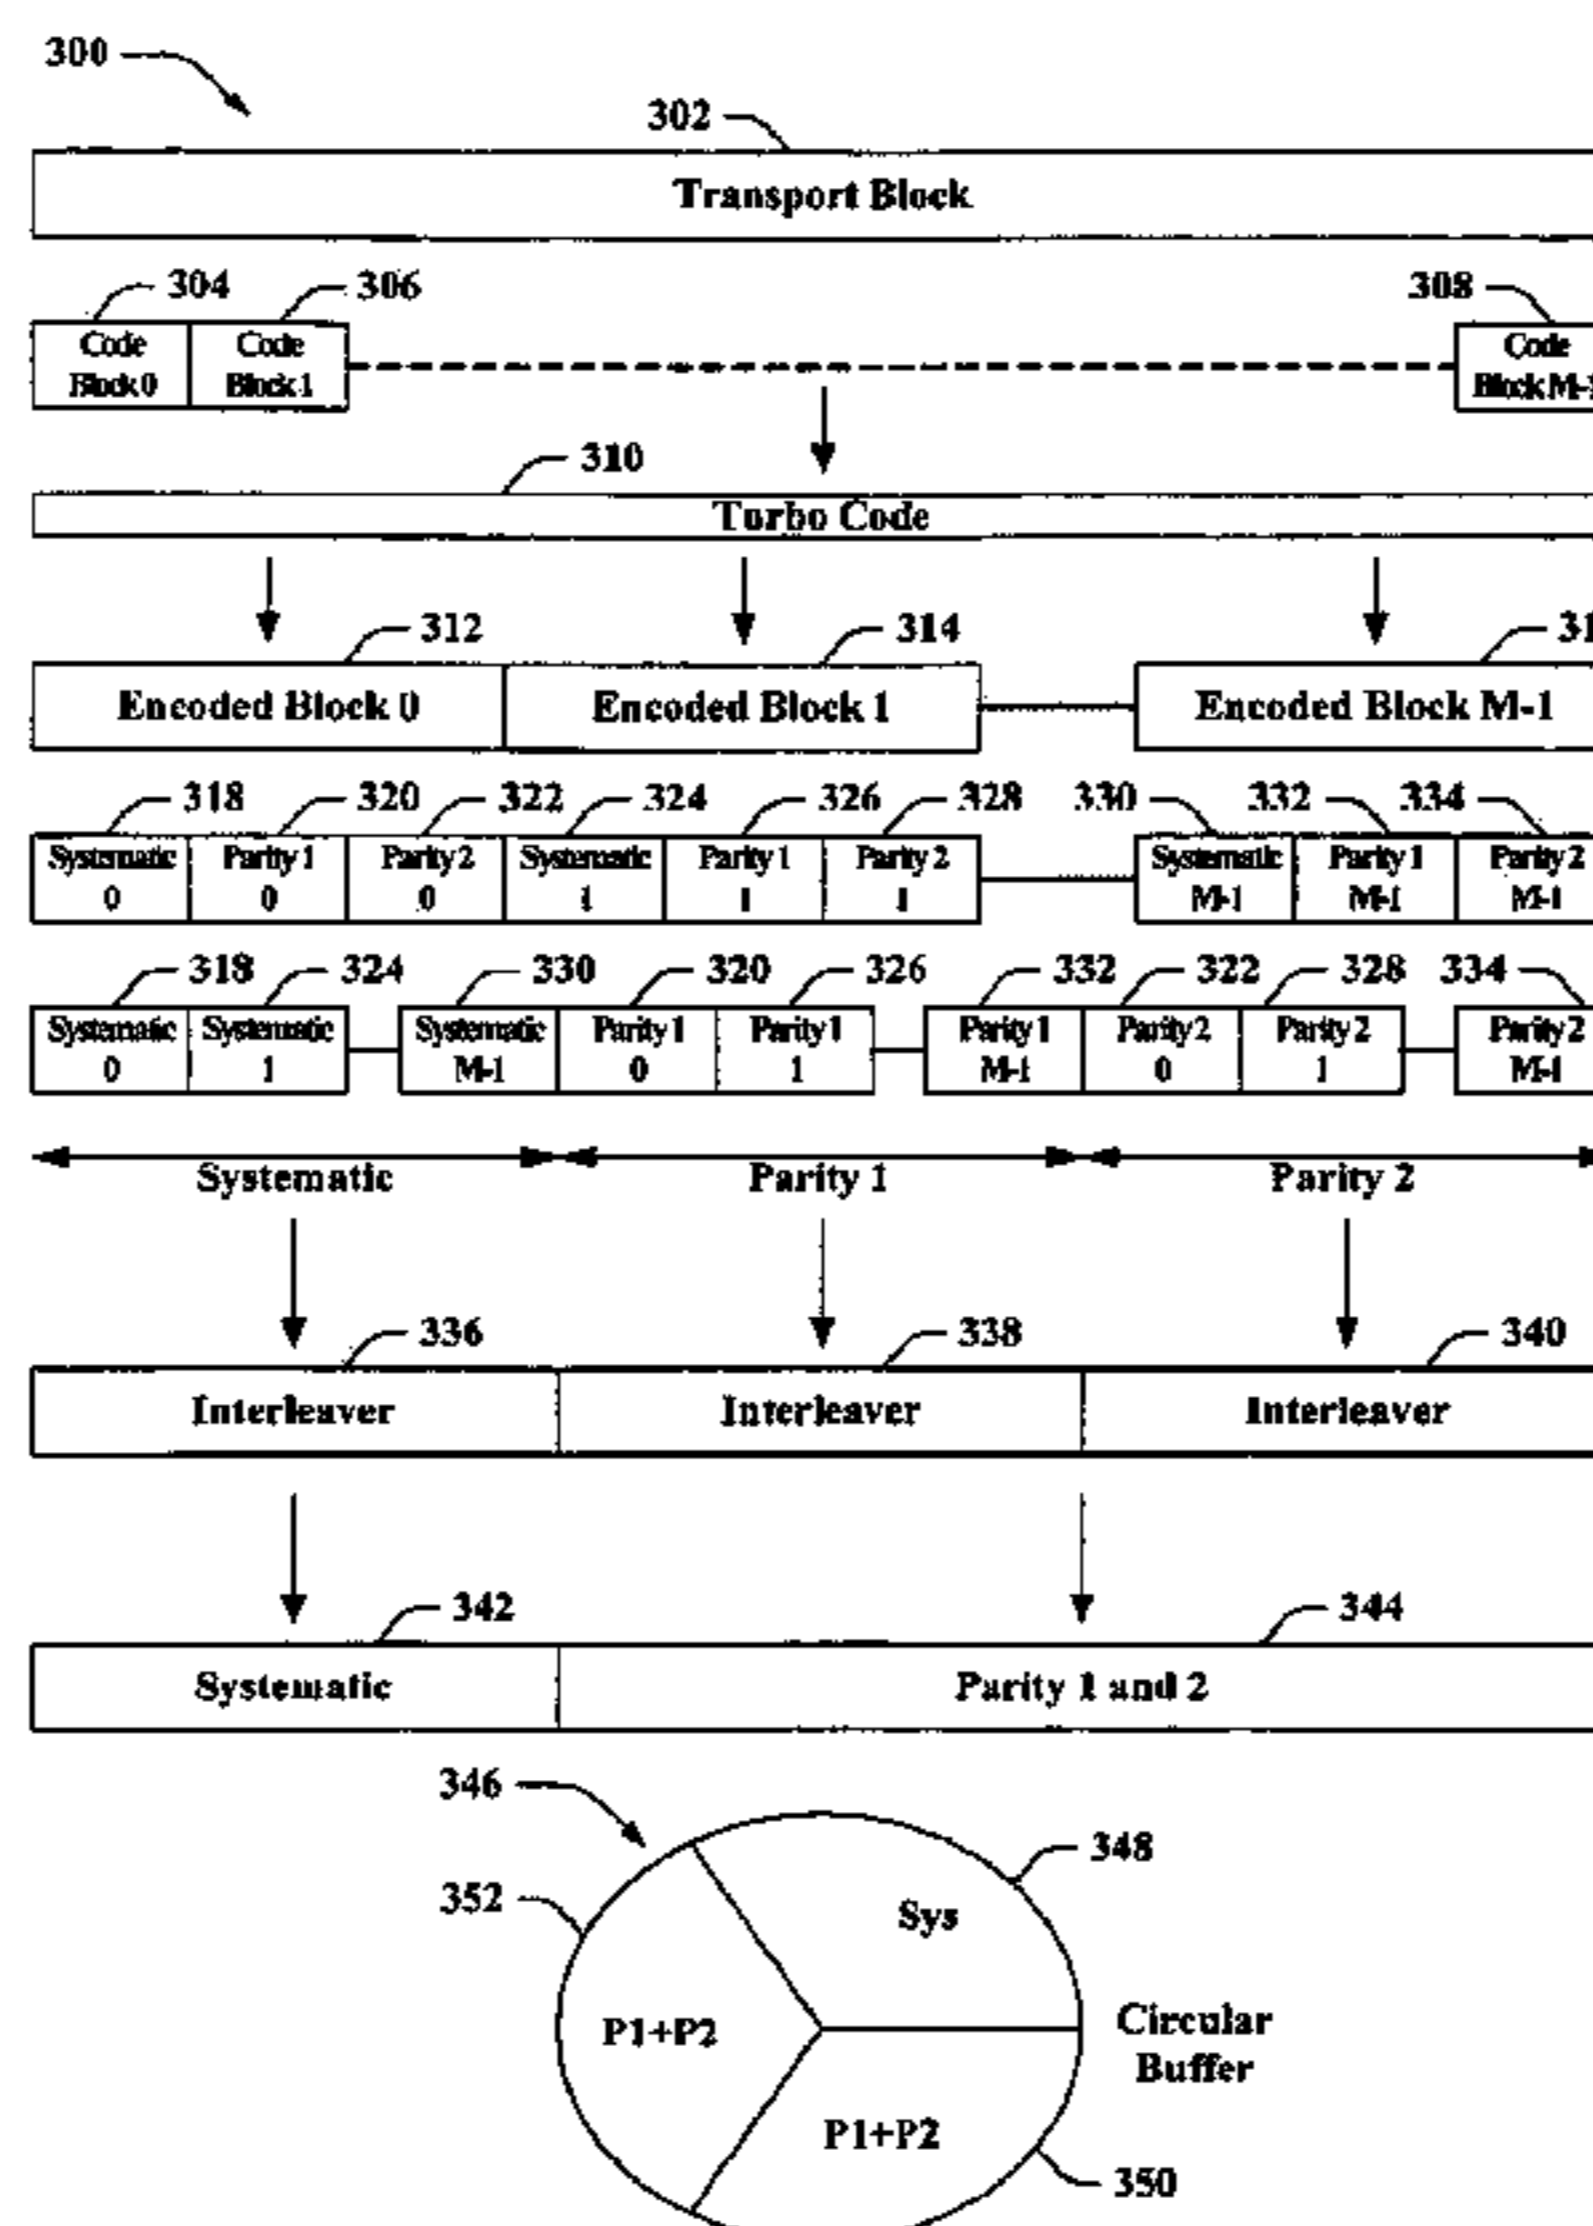 300
302
Transport Block
304 306 308
Code Block 0 Code Block 1 Code Block M-1
310
Turbo Code
312 314 31
Encoded Block 0 Encoded Block 1 Encoded Block M-1
318 320 322 324 326 328 330 332 334
Systematic 0 Parity 1 0 Parity 2 0 Systematic 1 Parity 1 1 Parity 2 1 Systematic M-1 Parity 1 M-1 Parity 2 M-1
318 324 330 320 326 332 322 328 334
Systematic 0 Systematic 1 Systematic M-1 Parity 1 0 Parity 1 1 Parity 1 M-1 Parity 2 0 Parity 2 1 Parity 2 M-1
Systematic Parity 1 Parity 2
336 338 340
Interleaver Interleaver Interleaver
342 344
Systematic Parity 1 and 2
346
348
352
Sys
P1+P2
Circular
Buffer
P1+P2
350